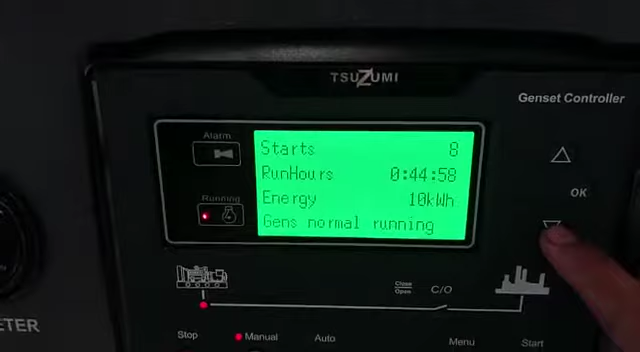 TSUZUMI
Genset Controller
Alarm
Starts 8
RunHours 0:44:58
Energy 10kWh
Gens normal running
Running
OK
Close
Open
C/O
ETER
Stop
Manual
Auto
Menu
Start